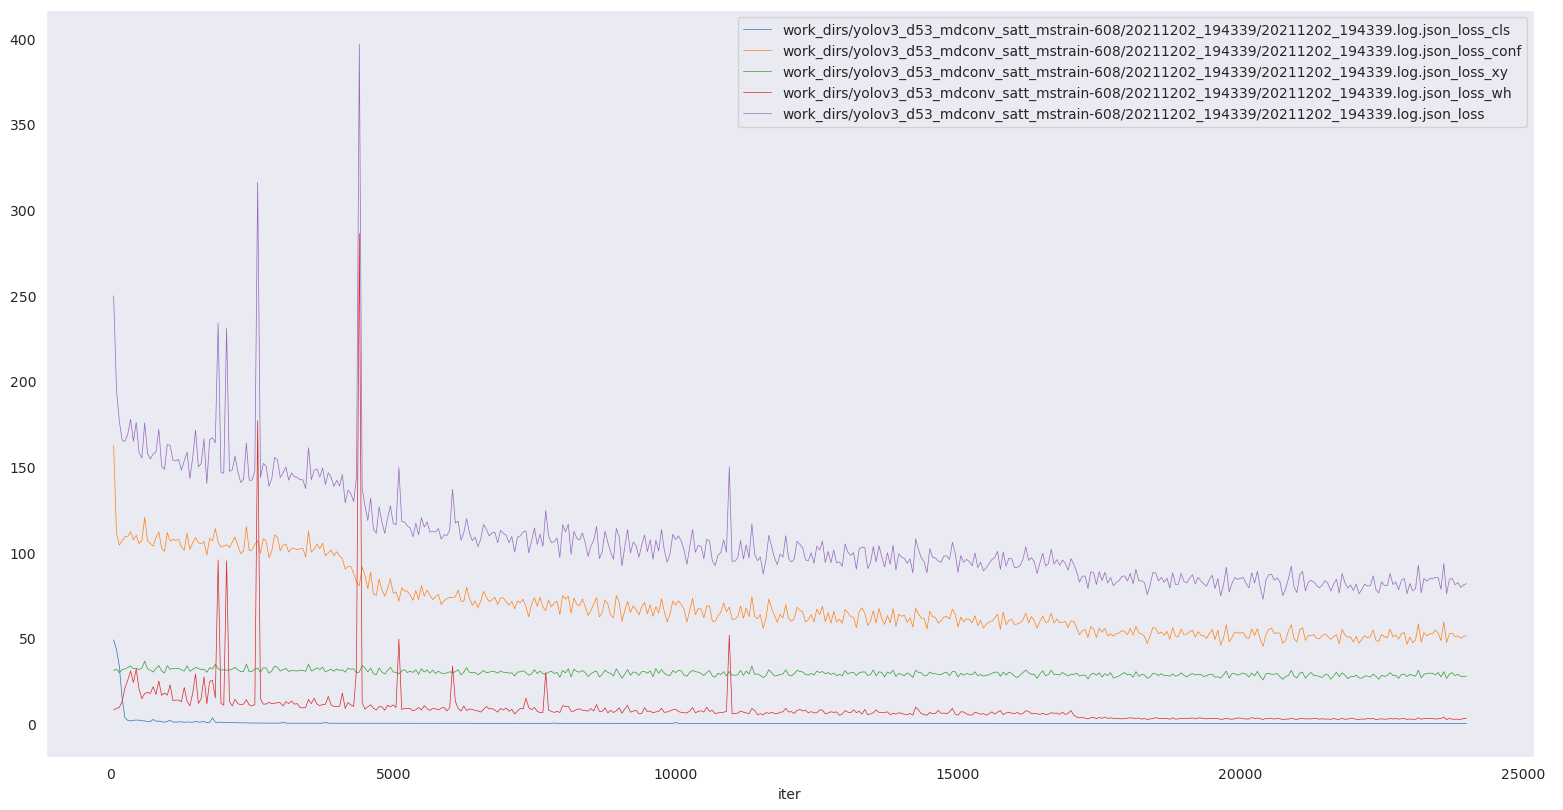 work_dirs/yolov3_d53_mdconv_satt_mstrain-608/20211202_194339/20211202_194339.log.json_loss_cls
work_dirs/yolov3_d53_mdconv_satt_mstrain-608/20211202_194339/20211202_194339.log.json_loss_conf
work_dirs/yolov3_d53_mdconv_satt_mstrain-608/20211202_194339/20211202_194339.log.json_loss_xy
work_dirs/yolov3_d53_mdconv_satt_mstrain-608/20211202_194339/20211202_194339.log.json_loss_wh
work_dirs/yolov3_d53_mdconv_satt_mstrain-608/20211202_194339/20211202_194339.log.json_loss
400
350
300
250
200
150
100
50
0
0 5000 10000 15000 20000 25000
iter